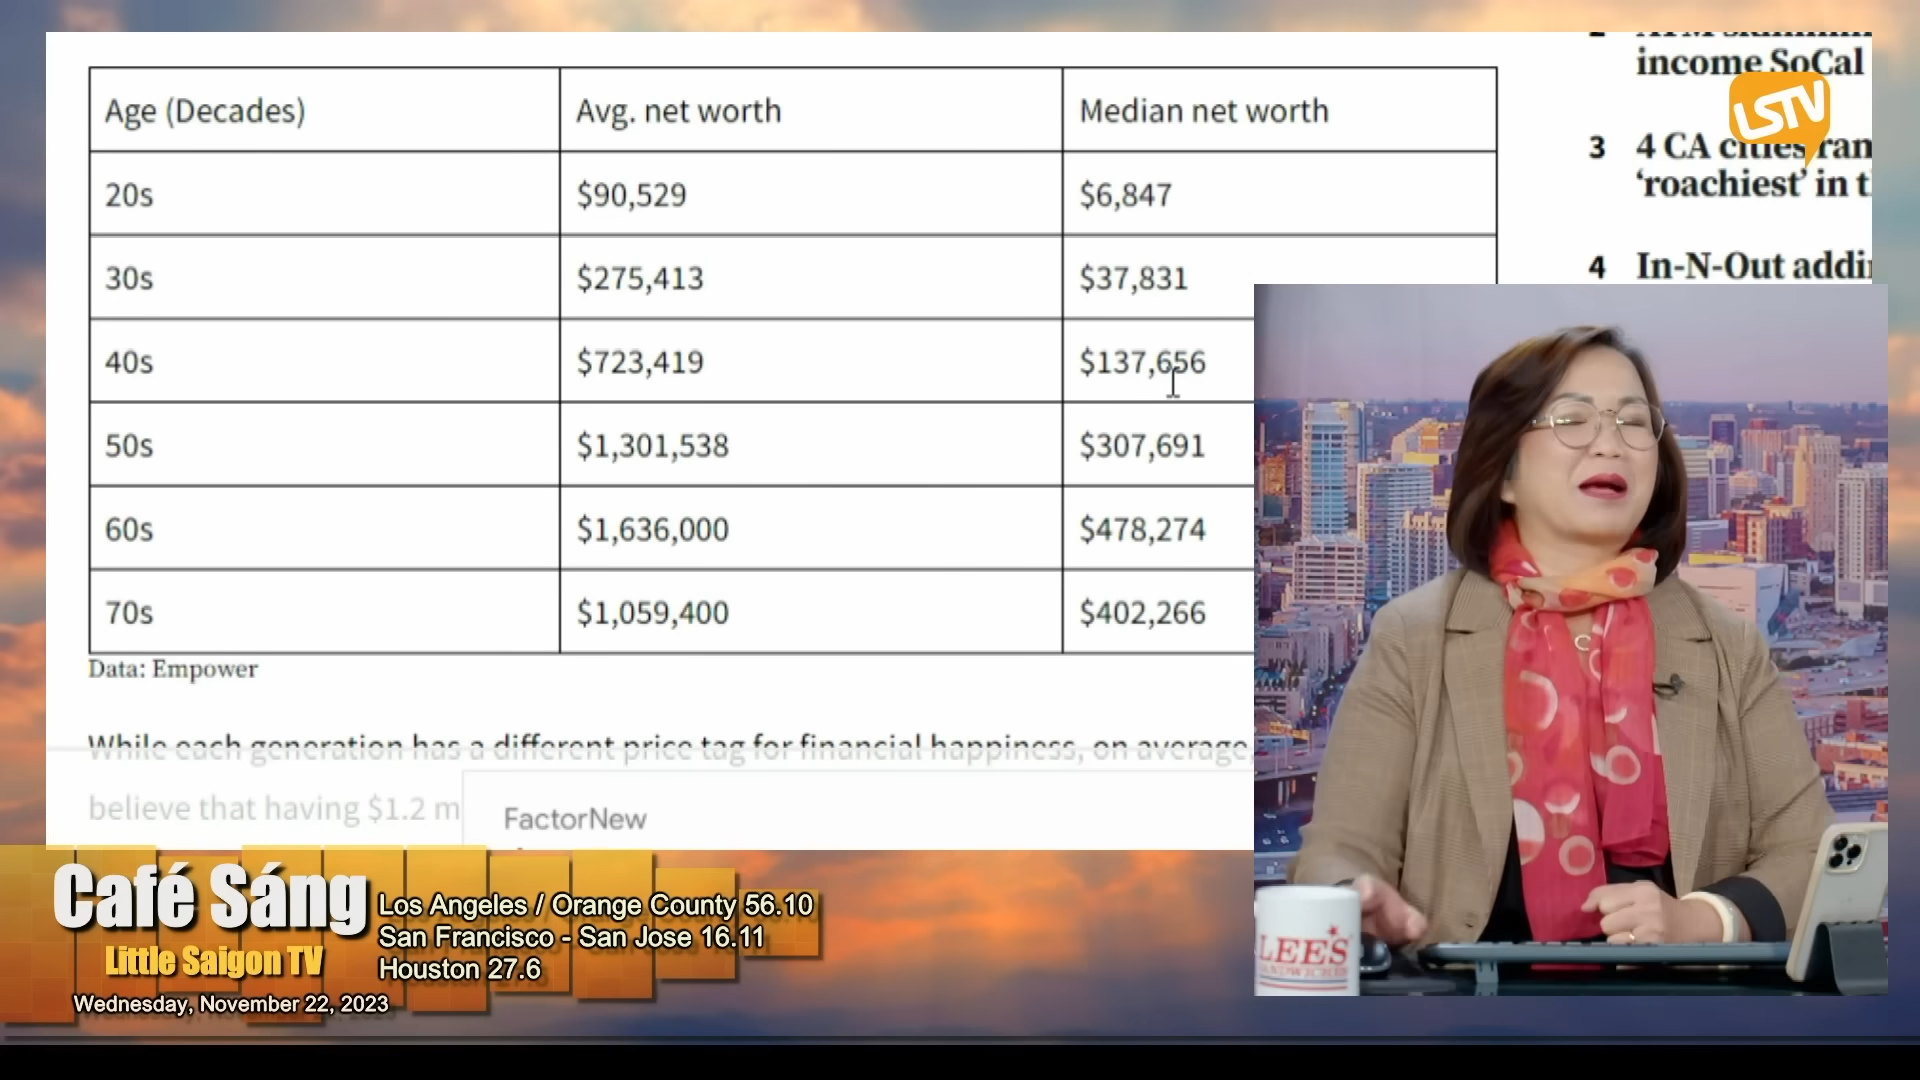 Age (Decades) Avg. net worth Median net worth
20s $90,529 $6,847
30s $275,413 $37,831
40s $723,419 $137,656
50s $1,301,538 $307,691
60s $1,636,000 $478,274
70s $1,059,400 $402,266
Data: Empower
While each generation has a different price tag for financial happiness, on average,
believe that having $1.2 m
FactorNew
2
income SoCal
3 4 CA cities ran
'roachiest' in t
4 In-N-Out addi
LSTV
LEE'S
SANDWICHES
Café Sáng
Little Saigon TV
Wednesday, November 22, 2023
Los Angeles / Orange County 56.10
San Francisco - San Jose 16.11
Houston 27.6